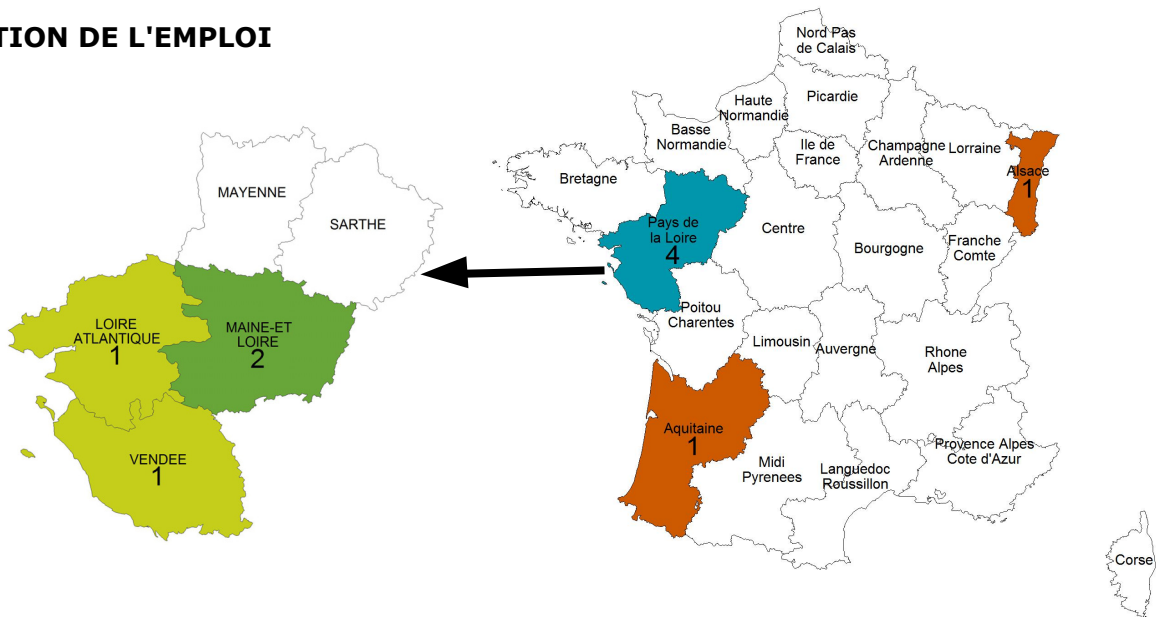 TION DE L'EMPLOI
MAYENNE
SARTHE
LOIRE
ATLANTIQUE
1
MAINE-ET
LOIRE
2
VENDEE
1
Nord Pas
de Calais
Picardie
Haute
Normandie
Basse
Normandie
Ile de
France
Champagne
Ardenne
Lorraine
Alsace
1
Bretagne
Pays de
la Loire
4
Centre
Bourgogne
Franche
Comte
Poitou
Charentes
Limousin
Auvergne
Rhone
Alpes
Aquitaine
1
Midi
Pyrenees
Languedoc
Roussillon
Provence Alpes
Cote d'Azur
Corse